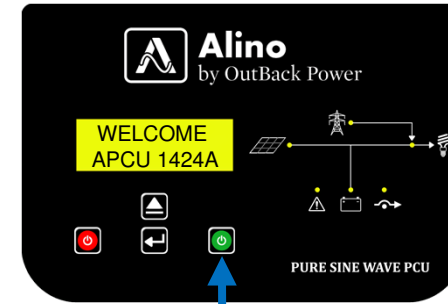 Alino
by OutBack Power
WELCOME
APCU 1424A
PURE SINE WAVE PCU